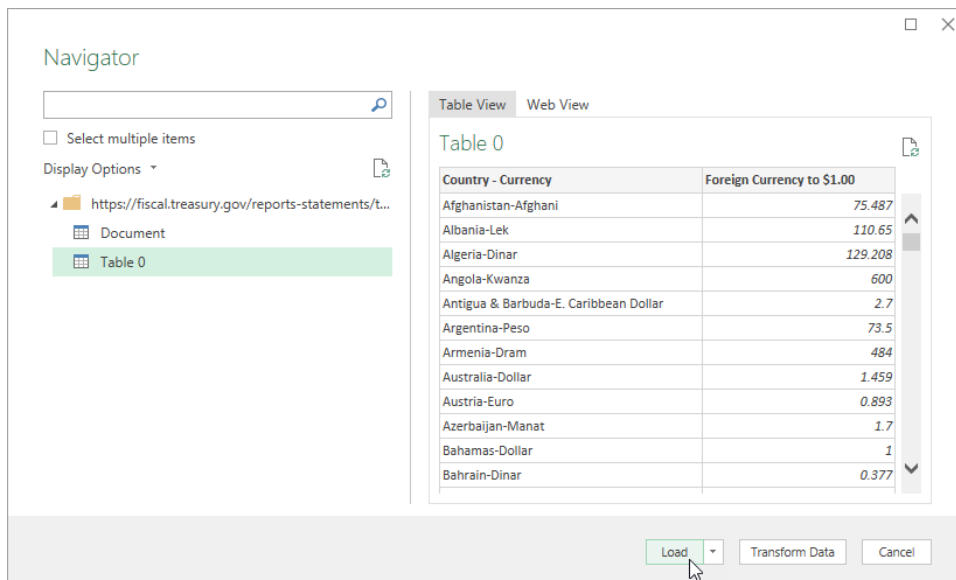 Navigator
Select multiple items
Display Options
https://fiscal.treasury.gov/reports-statements/t...
Document
Table 0
Table View Web View
Table 0
Country - Currency Foreign Currency to $1.00
Afghanistan-Afghani 75.487
Albania-Lek 110.65
Algeria-Dinar 129.208
Angola-Kwanza 600
Antigua & Barbuda-E. Caribbean Dollar 2.7
Argentina-Peso 73.5
Armenia-Dram 484
Australia-Dollar 1.459
Austria-Euro 0.893
Azerbaijan-Manat 1.7
Bahamas-Dollar 1
Bahrain-Dinar 0.377
Load Transform Data Cancel